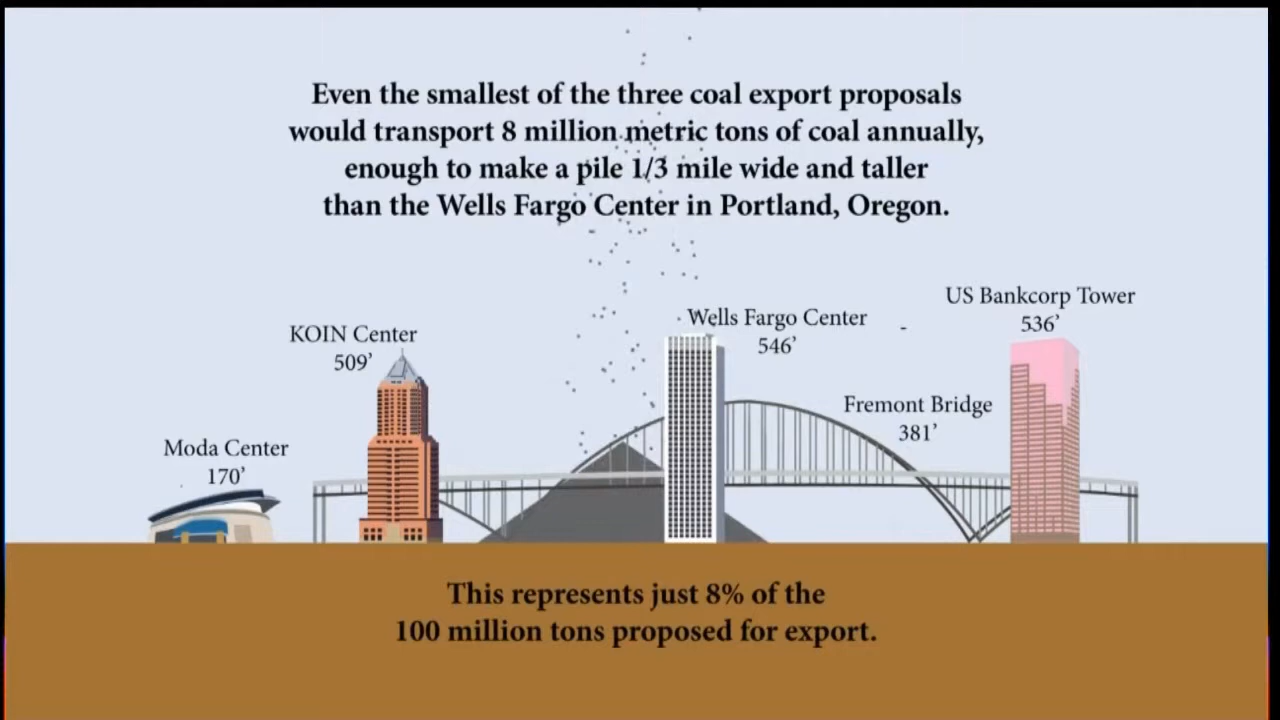 Even the smallest of the three coal export proposals
would transport 8 million metric tons of coal annually,
enough to make a pile 1/3 mile wide and taller
than the Wells Fargo Center in Portland, Oregon.
US Bankcorp Tower
536’
Wells Fargo Center
546’
KOIN Center
509’
Fremont Bridge
381’
Moda Center
170’
This represents just 8% of the
100 million tons proposed for export.